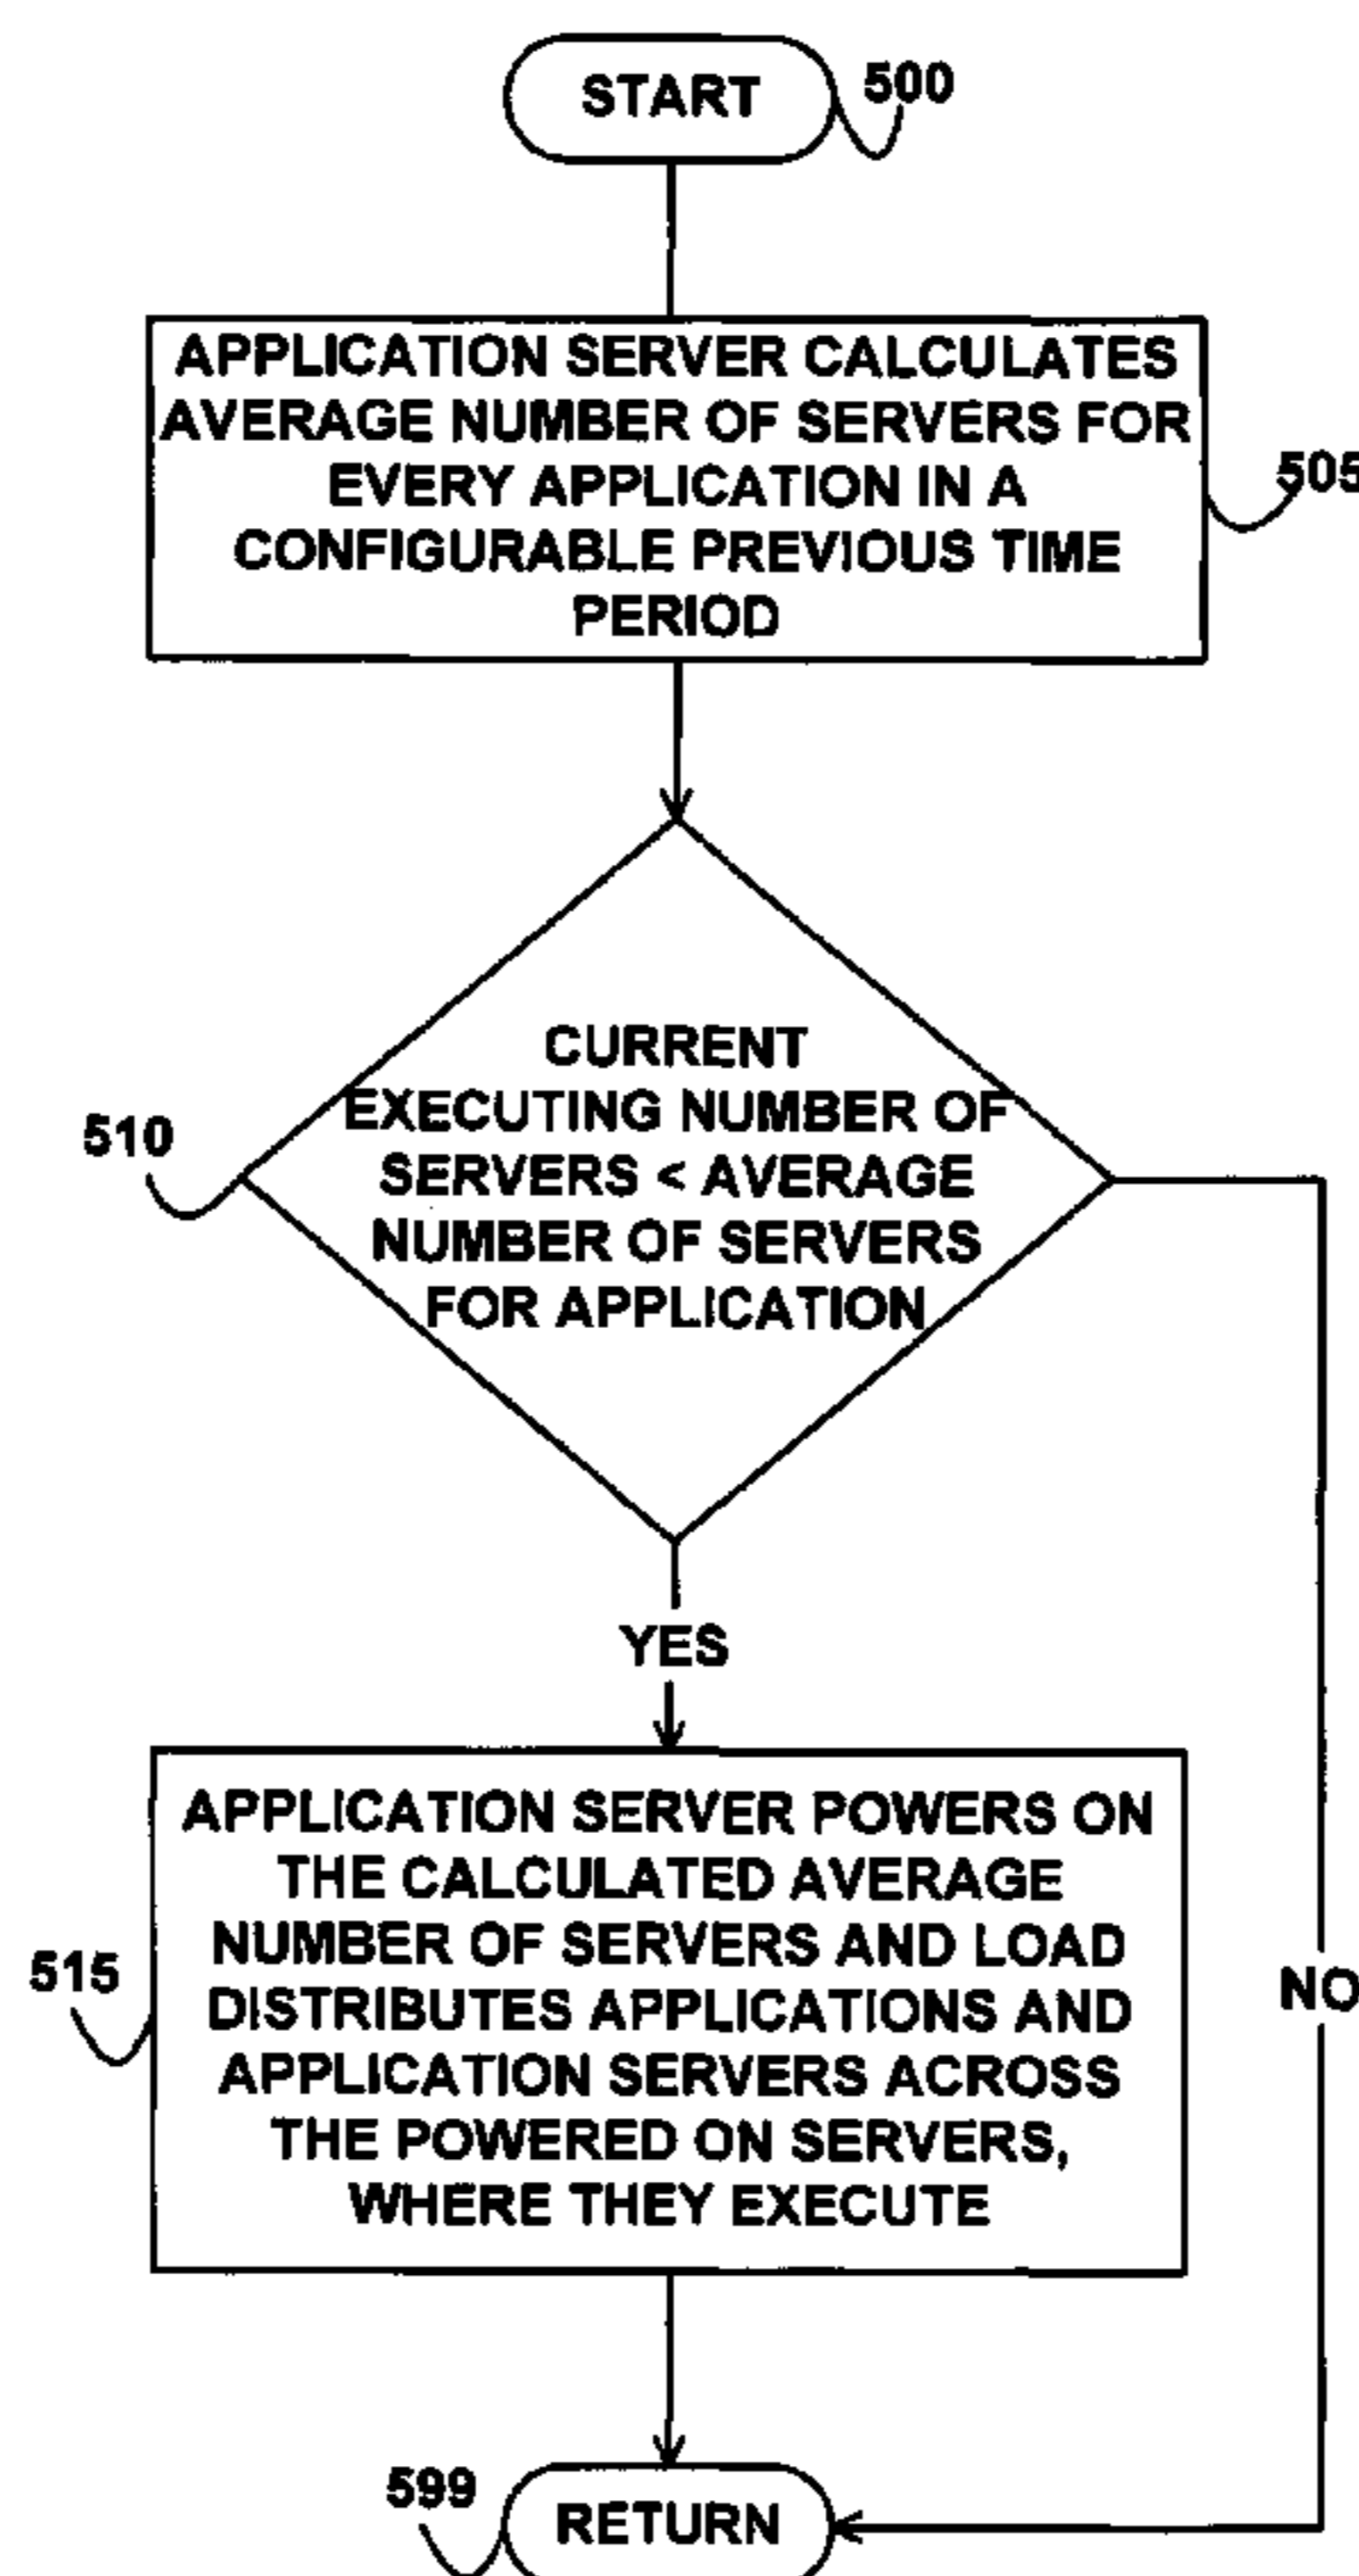 START
500
APPLICATION SERVER CALCULATES
AVERAGE NUMBER OF SERVERS FOR
EVERY APPLICATION IN A
CONFIGURABLE PREVIOUS TIME
PERIOD
505
CURRENT
EXECUTING NUMBER OF
SERVERS < AVERAGE
NUMBER OF SERVERS
FOR APPLICATION
510
YES
APPLICATION SERVER POWERS ON
THE CALCULATED AVERAGE
NUMBER OF SERVERS AND LOAD
DISTRIBUTES APPLICATIONS AND
APPLICATION SERVERS ACROSS
THE POWERED ON SERVERS,
WHERE THEY EXECUTE
515
NO
599
RETURN